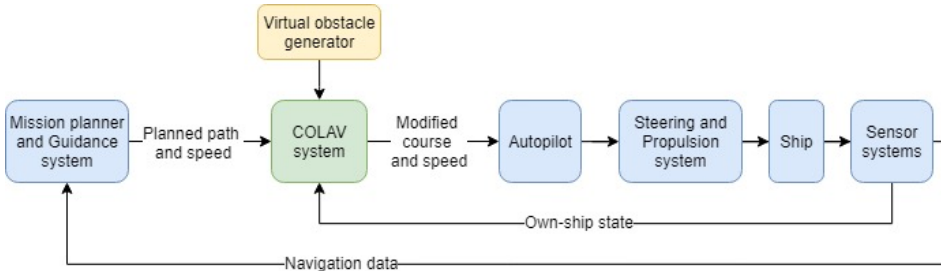 Virtual obstacle
generator
Mission planner
and Guidance
system
Planned path
and speed
COLAV
system
Modified
course
and speed
Autopilot
Steering and
Propulsion
system
Ship
Sensor
systems
Own-ship state
Navigation data